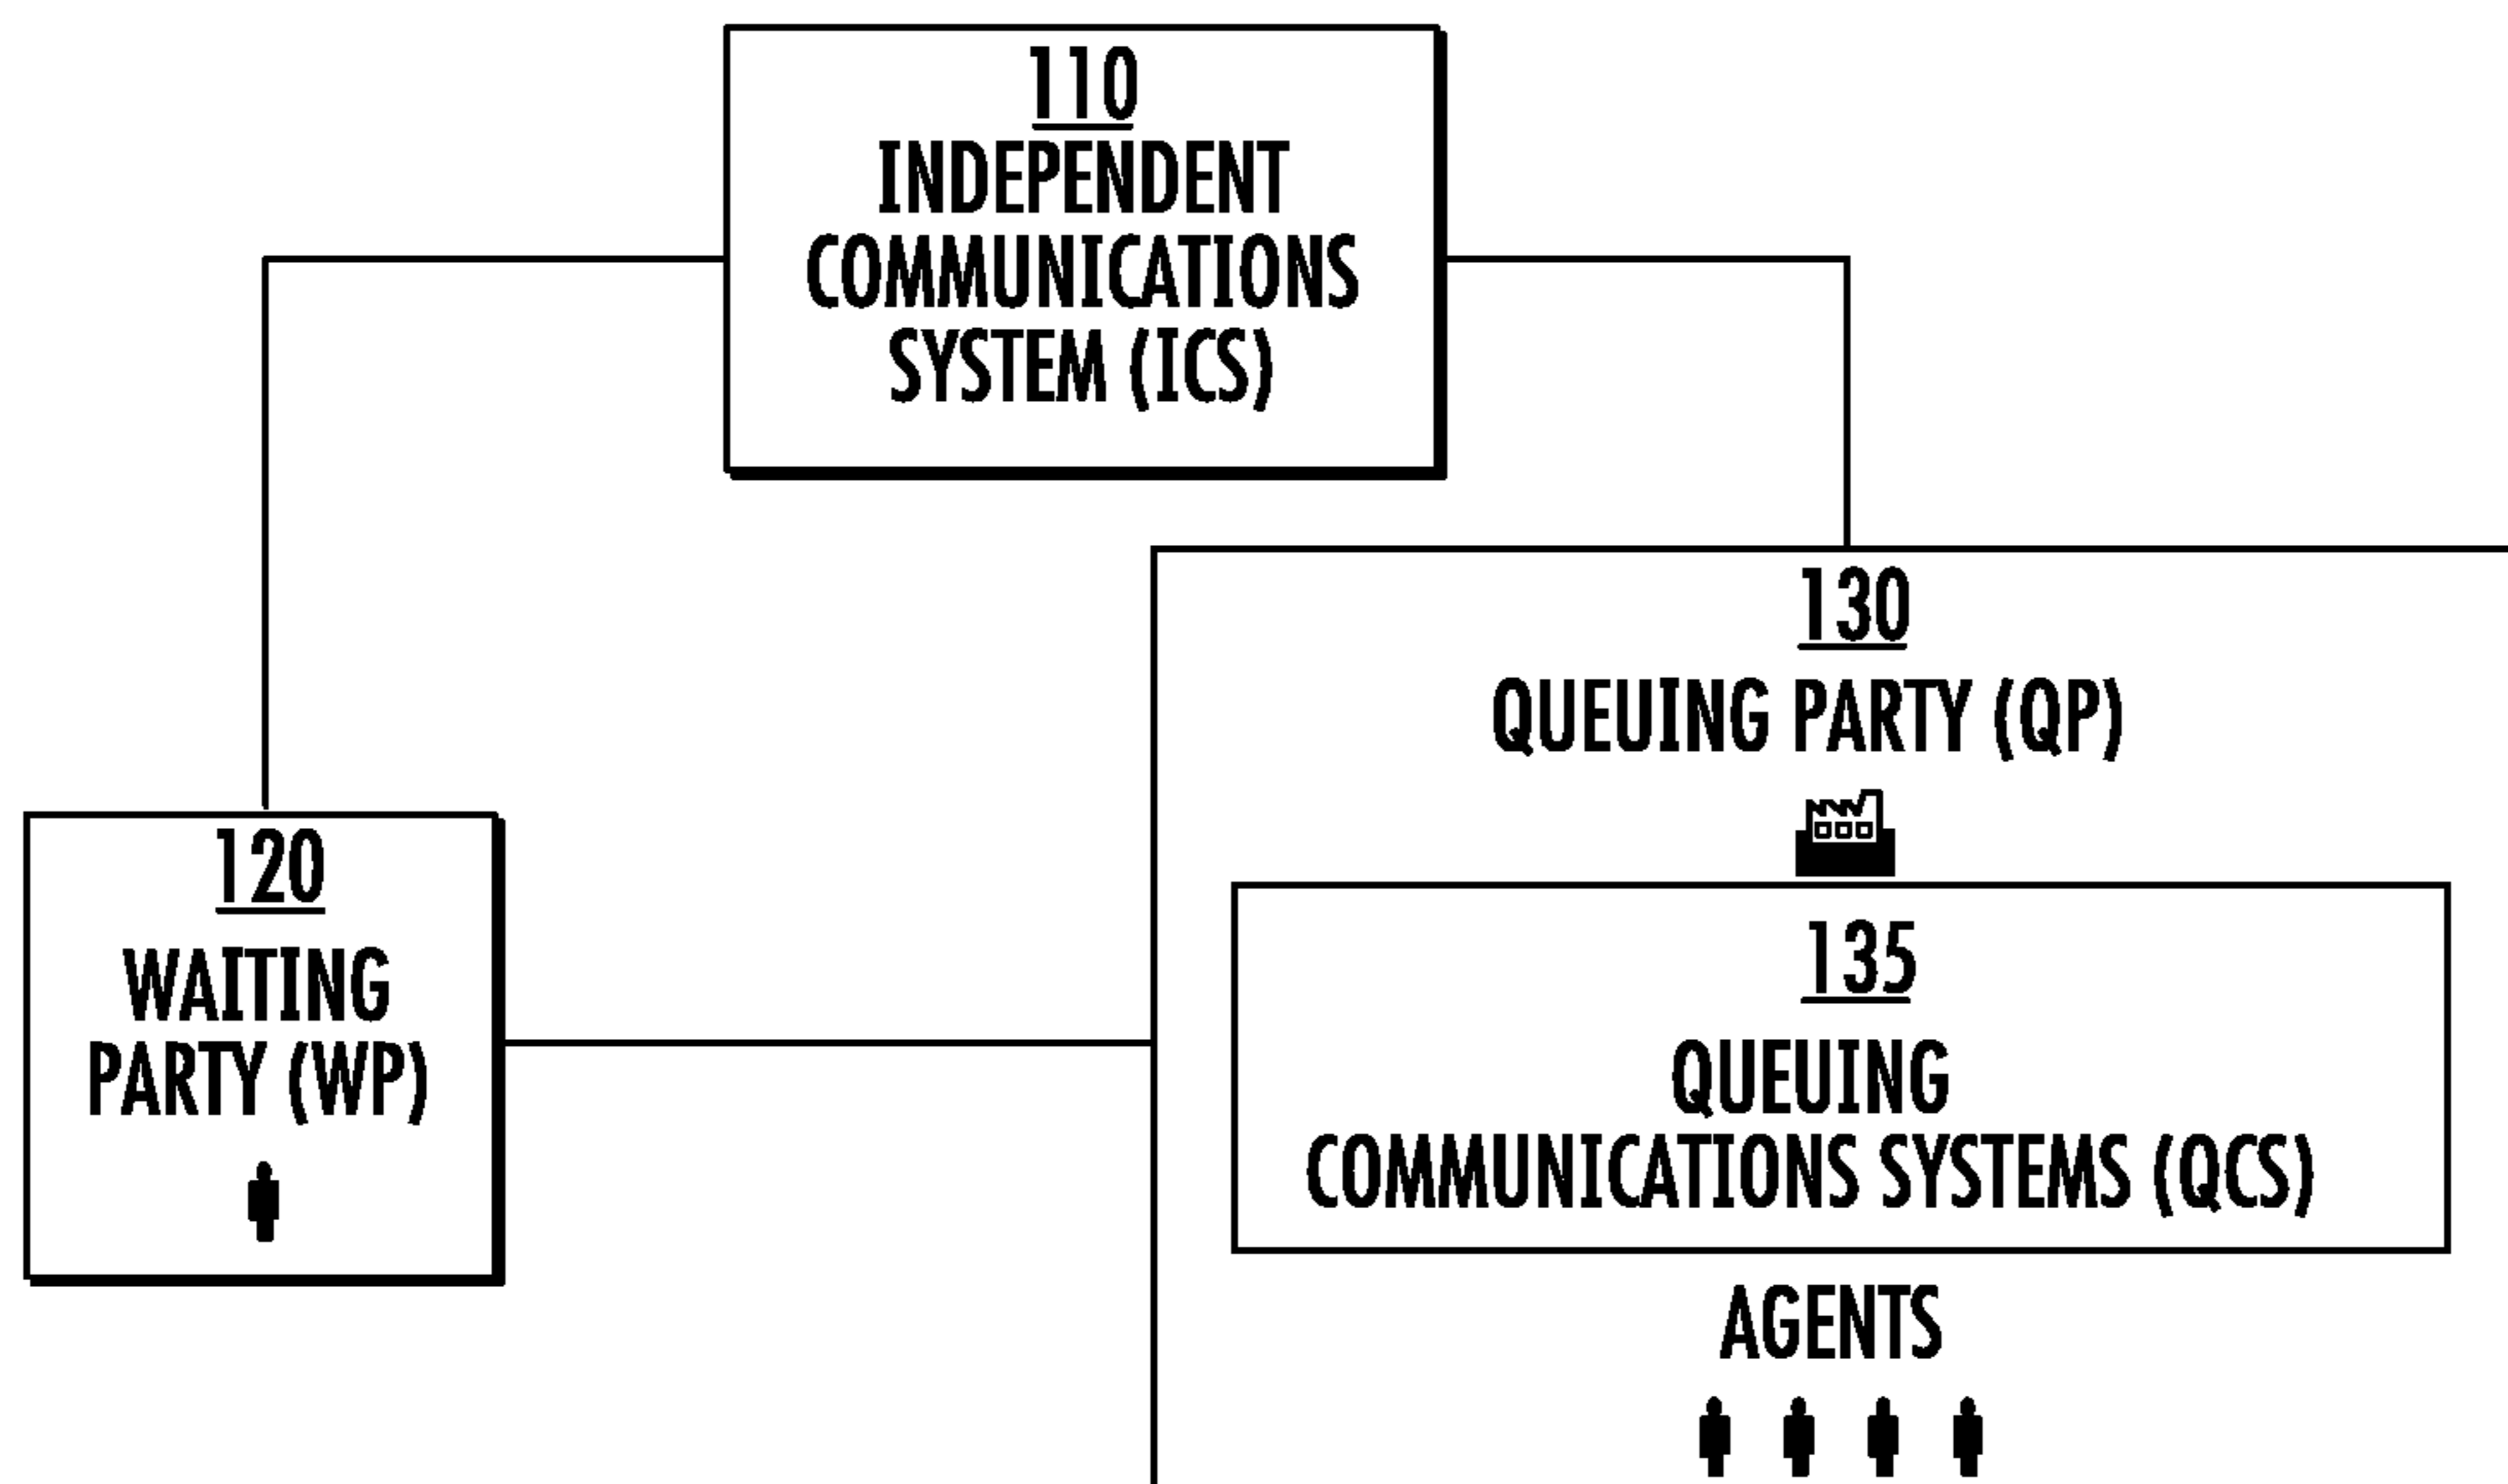 110
INDEPENDENT
COMMUNICATIONS
SYSTEM (ICS)
120
WAITING
PARTY (WP)
130
QUEUING PARTY (QP)
135
QUEUING
COMMUNICATIONS SYSTEMS (QCS)
AGENTS